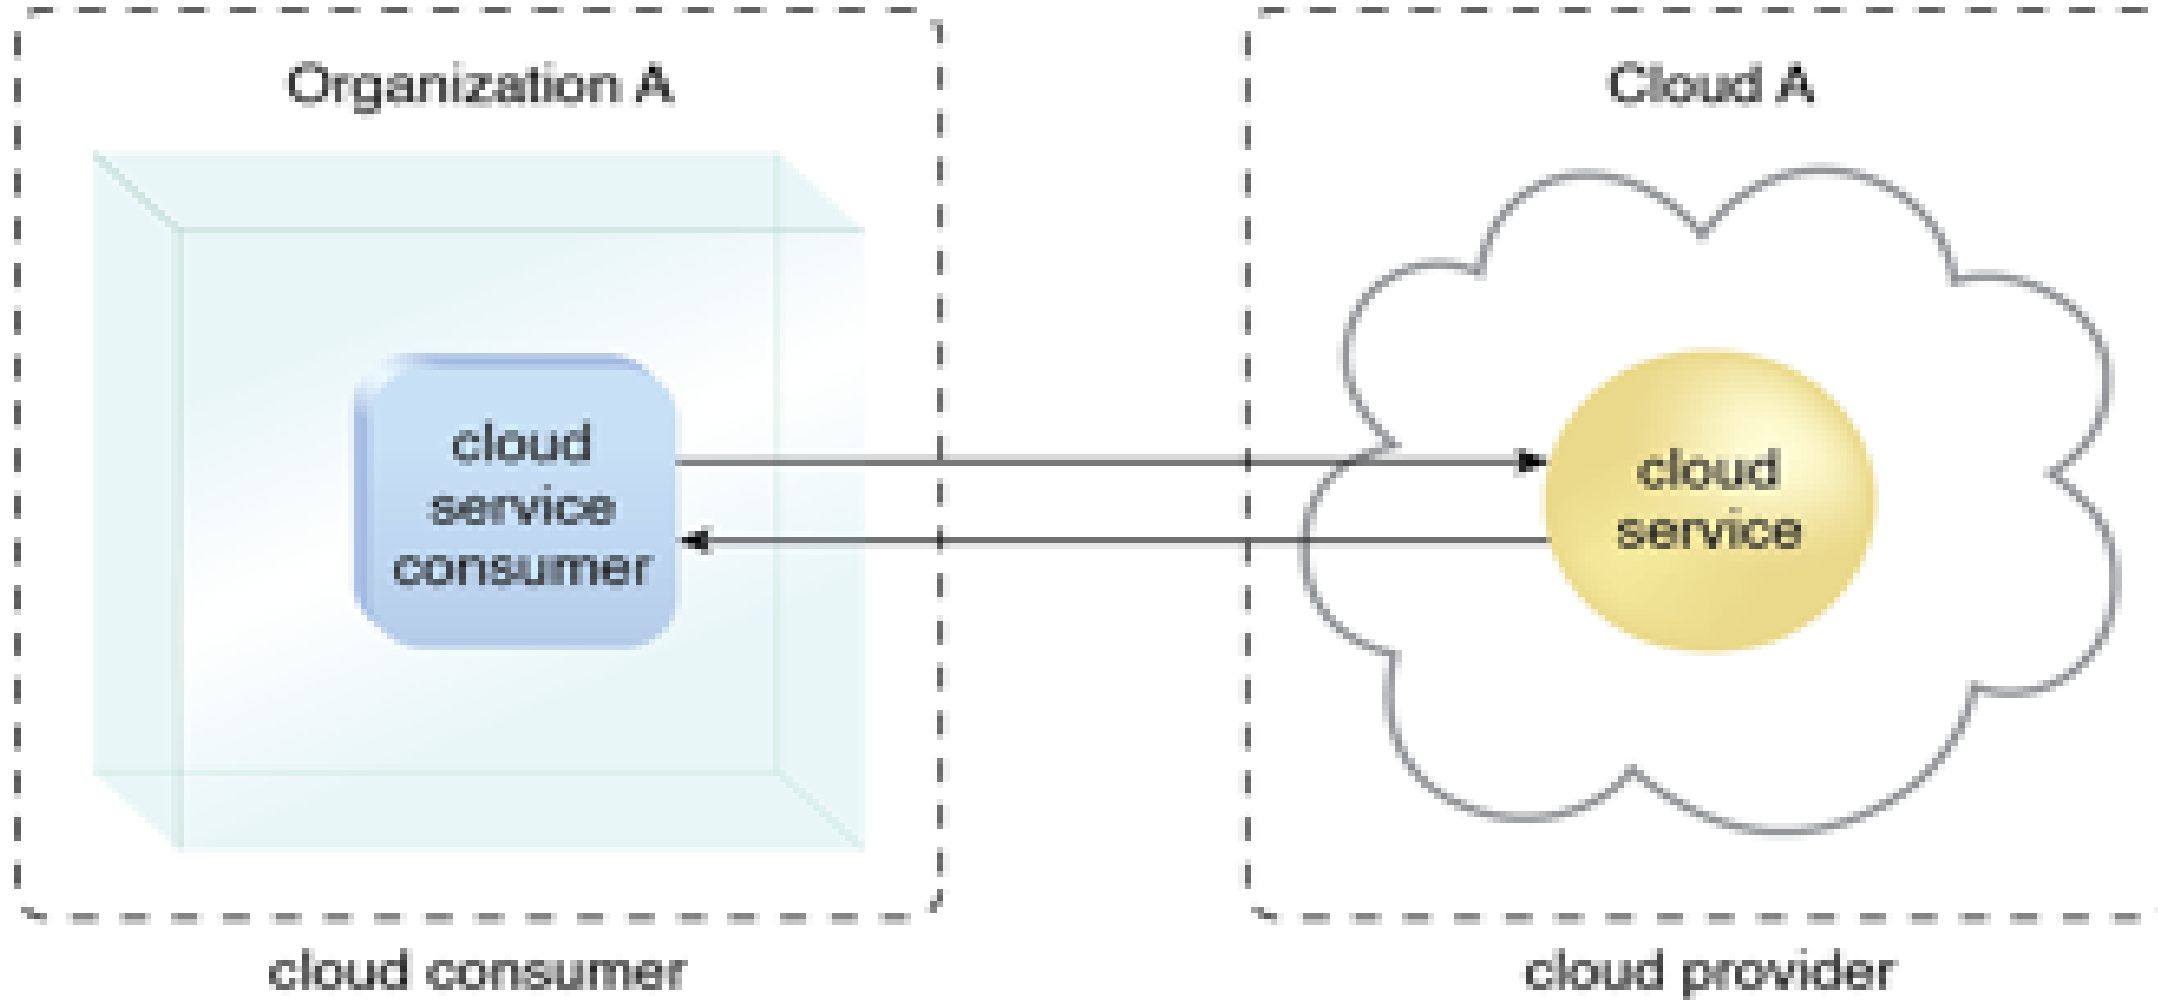 Organization A
cloud
service
consumer
cloud consumer
Cloud A
cloud
service
cloud provider